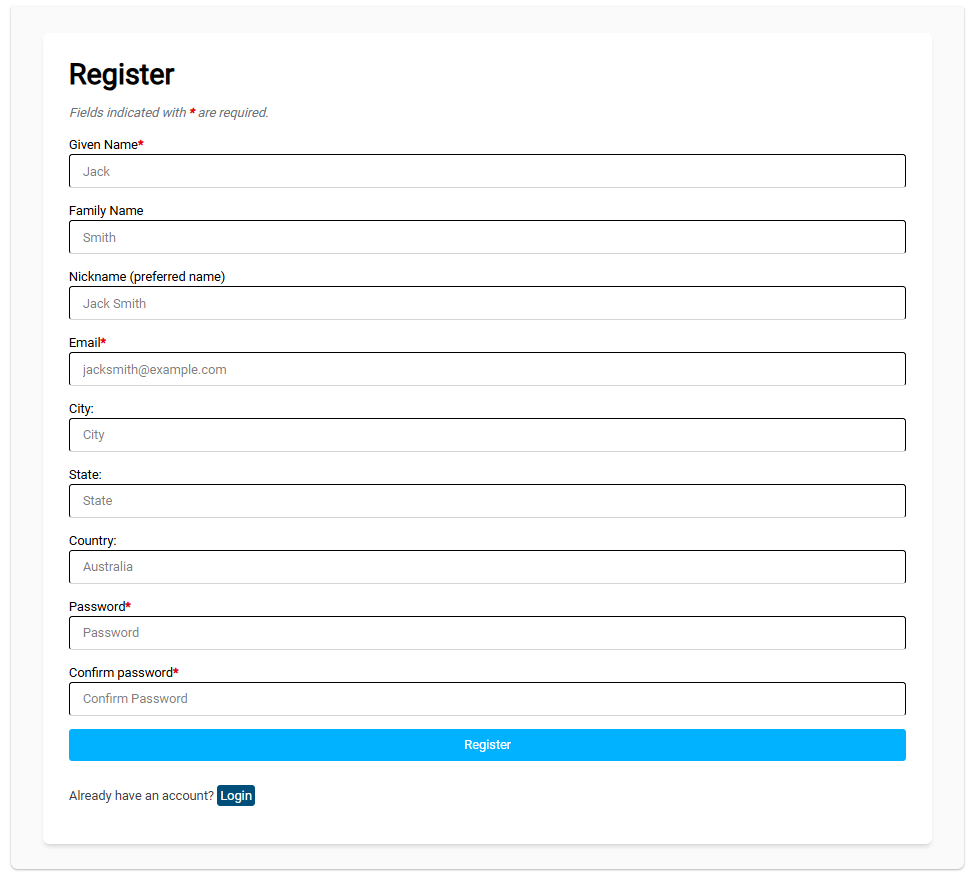 Register
Fields indicated with * are required.
Given Name*
Jack
Family Name
Smith
Nickname (preferred name)
Jack Smith
Email*
jacksmith@example.com
City:
City
State:
State
Country:
Australia
Password*
Password
Confirm password*
Confirm Password
Register
Already have an account? Login